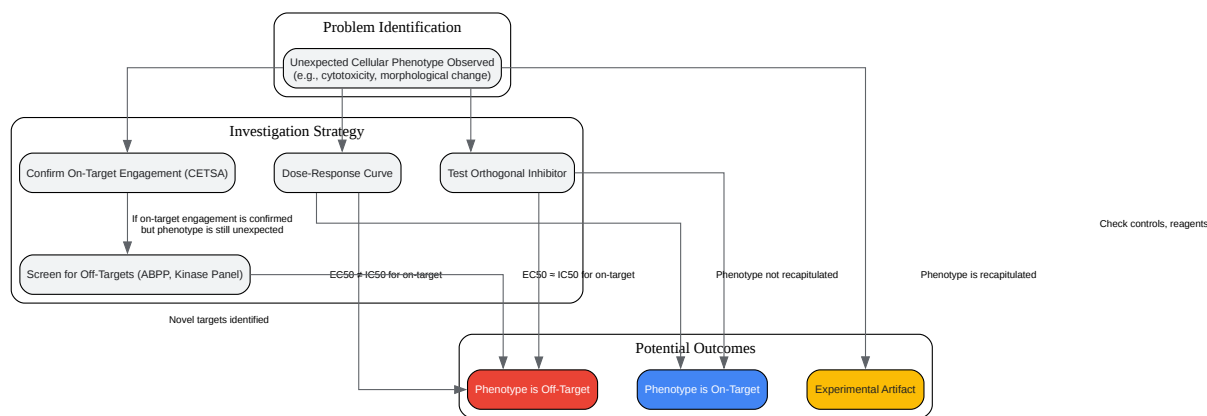 Problem Identification
Unexpected Cellular Phenotype Observed
(e.g., cytotoxicity, morphological change)
Investigation Strategy
Confirm On-Target Engagement (CETSA)
Dose-Response Curve
Test Orthogonal Inhibitor
If on-target engagement is confirmed
but phenotype is still unexpected
Check controls, reagents
Screen for Off-Targets (ABPP, Kinase Panel)
EC50 ≠ IC50 for on-target
EC50 ≈ IC50 for on-target
Phenotype not recapitulated
Phenotype is recapitulated
Novel targets identified
Potential Outcomes
Phenotype is Off-Target
Phenotype is On-Target
Experimental Artifact